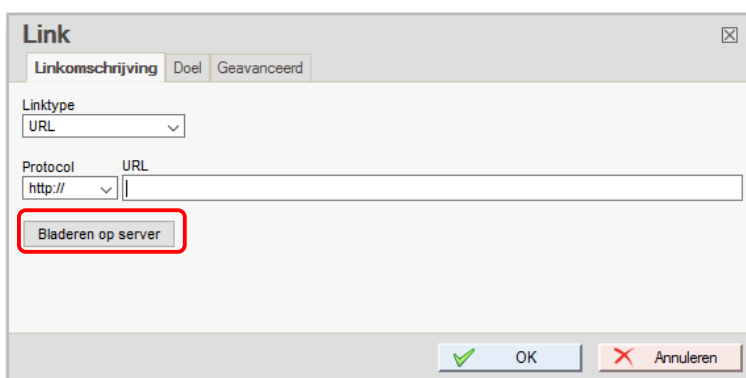 Link
Linkomschrijving Doel Geavanceerd
Linktype
URL
Protocol URL
http://
Bladeren op server
OK Annuleren